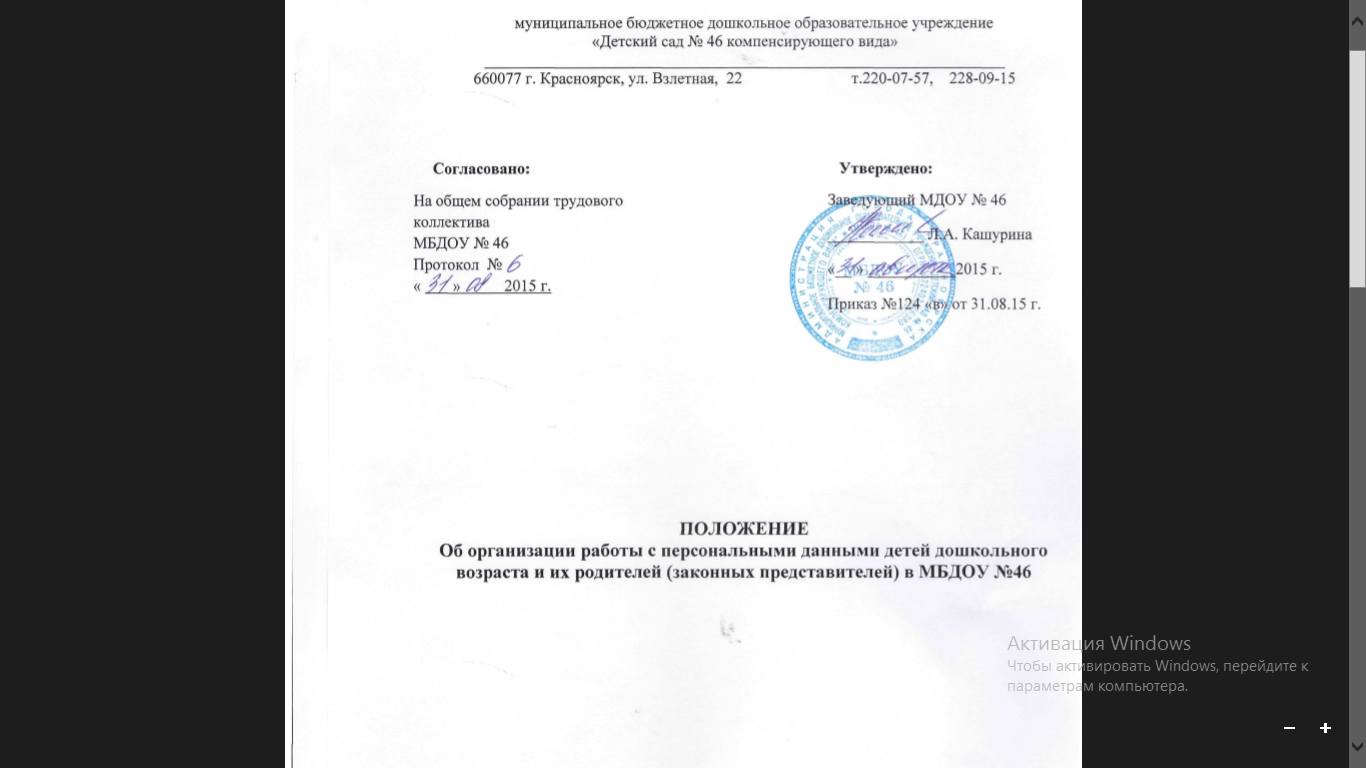 муниципальное бюджетное дошкольное образовательное учреждение
«Детский сад № 46 компенсирующего вида»
660077 г. Красноярск, ул. Взлетная, 22 т.220-07-57, 228-09-15
Согласовано:
На общем собрании трудового
коллектива
МБДОУ № 46
Протокол № 6
« 31 » 08 2015 г.
Утверждено:
Заведующий МДОУ № 46
Л.А. Кашурина
« 31 » августа 2015 г.
Приказ №124 «в» от 31.08.15 г.
№ 46
ПОЛОЖЕНИЕ
Об организации работы с персональными данными детей дошкольного
возраста и их родителей (законных представителей) в МБДОУ №46
Активация Windows
Чтобы активировать Windows, перейдите к
параметрам компьютера.